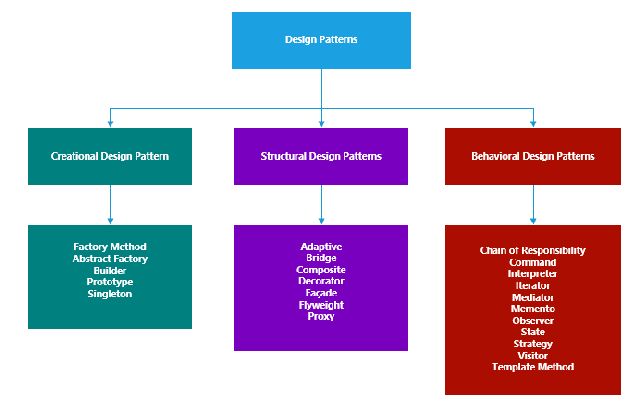 Design Patterns
Creational Design Pattern
Structural Design Patterns
Behavioral Design Patterns
Factory Method
Abstract Factory
Builder
Prototype
Singleton
Adaptive
Bridge
Composite
Decorator
Façade
Flyweight
Proxy
Chain of Responsibility
Command
Interpreter
Iterator
Mediator
Memento
Observer
State
Strategy
Visitor
Template Method